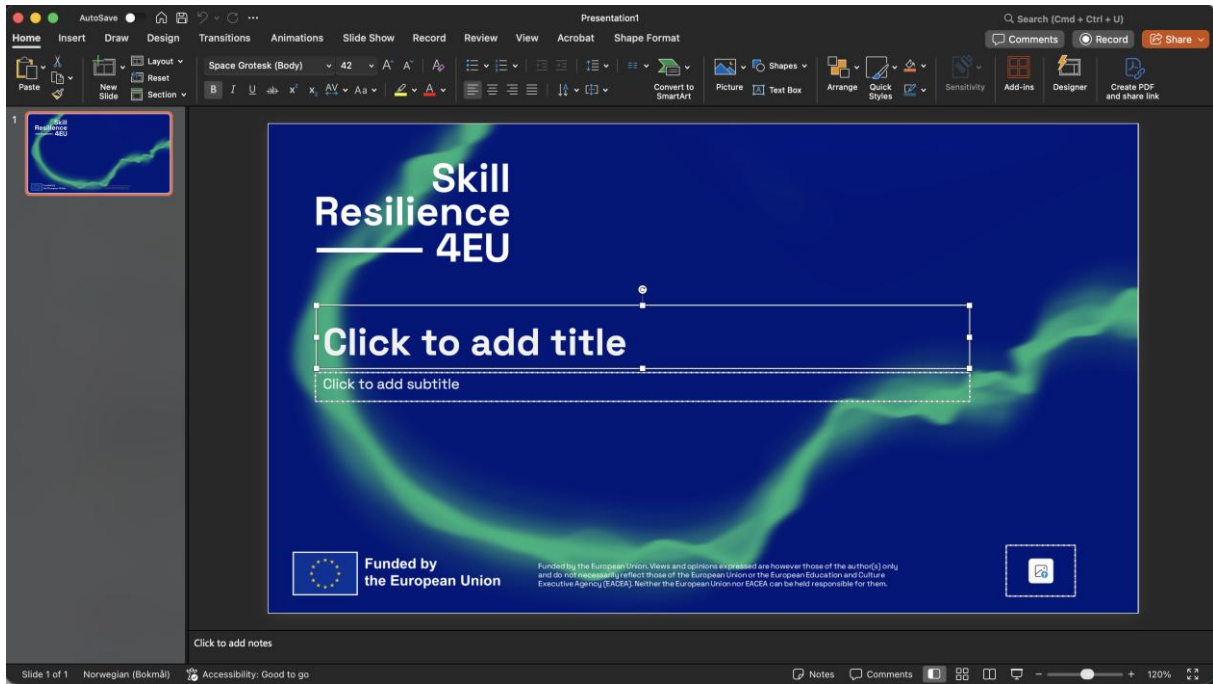 AutoSave
Presentation1
Search (Cmd + Ctrl + U)
Home Insert Draw Design Transitions Animations Slide Show Record Review View Acrobat Shape Format
Comments Record Share
Paste
New Slide
Layout
Reset
Section
Space Grotesk (Body) 42
Convert to SmartArt
Picture
Shapes
Text Box
Arrange
Quick Styles
Sensitivity
Add-ins
Designer
Create PDF and share link
1
Skill
Resilience
4EU
Skill
Resilience
4EU
Click to add title
Click to add subtitle
Funded by
the European Union
Funded by the European Union. Views and opinions expressed are however those of the author(s) only
and do not necessarily reflect those of the European Union or the European Education and Culture
Executive Agency (EACEA). Neither the European Union nor EACEA can be held responsible for them.
Click to add notes
Slide 1 of 1 Norwegian (Bokmål) Accessibility: Good to go
Notes Comments 120%